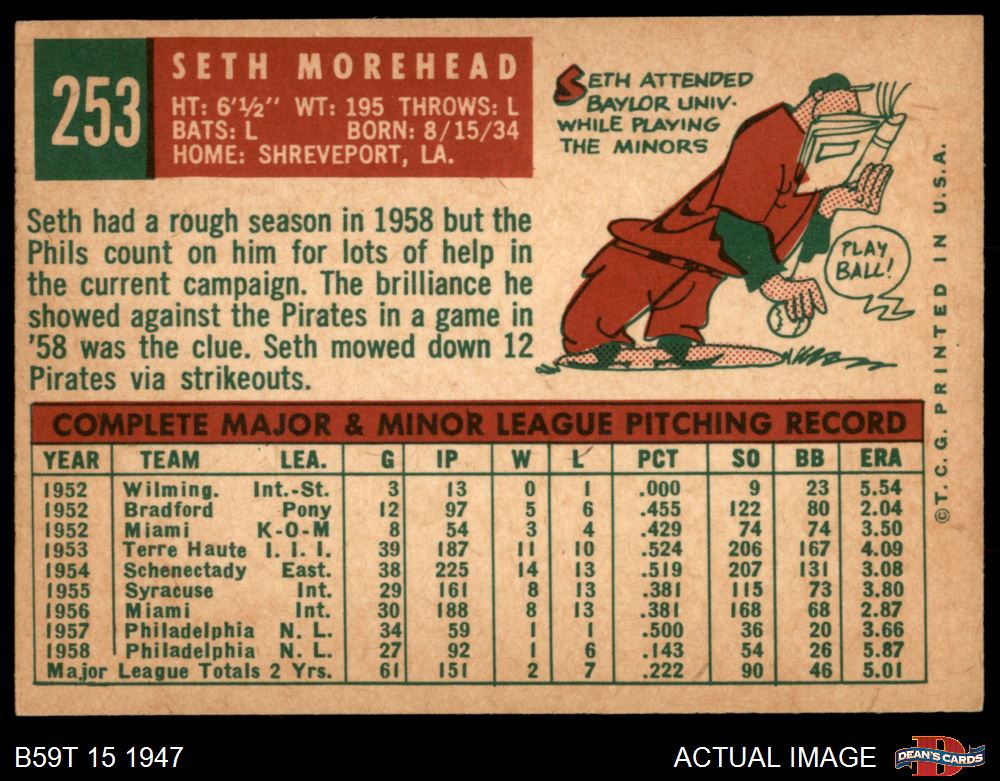 253
SETH MOREHEAD
HT: 6'½" WT: 195 THROWS: L
BATS: L BORN: 8/15/34
HOME: SHREVEPORT, LA.
SETH ATTENDED
BAYLOR UNIV.
WHILE PLAYING
THE MINORS
PLAY
BALL!
Seth had a rough season in 1958 but the
Phils count on him for lots of help in
the current campaign. The brilliance he
showed against the Pirates in a game in
'58 was the clue. Seth mowed down 12
Pirates via strikeouts.
COMPLETE MAJOR & MINOR LEAGUE PITCHING RECORD
YEAR TEAM LEA. G IP W L PCT SO BB ERA
1952 Wilming. Int.-St. 3 13 0 1 .000 9 23 5.54
1952 Bradford Pony 12 97 5 6 .455 122 80 2.04
1952 Miami K-O-M 8 54 3 4 .429 74 74 3.50
1953 Terre Haute I. I. I. 39 187 11 10 .524 206 167 4.09
1954 Schenectady East. 38 225 14 13 .519 207 131 3.08
1955 Syracuse Int. 29 161 8 13 .381 115 73 3.80
1956 Miami Int. 30 188 8 13 .381 168 68 2.87
1957 Philadelphia N. L. 34 59 1 1 .500 36 20 3.66
1958 Philadelphia N. L. 27 92 1 6 .143 54 26 5.87
Major League Totals 2 Yrs. 61 151 2 7 .222 90 46 5.01
©T. C. G. PRINTED IN U.S.A.
B59T 15 1947
ACTUAL IMAGE
D
DEAN'S CARDS